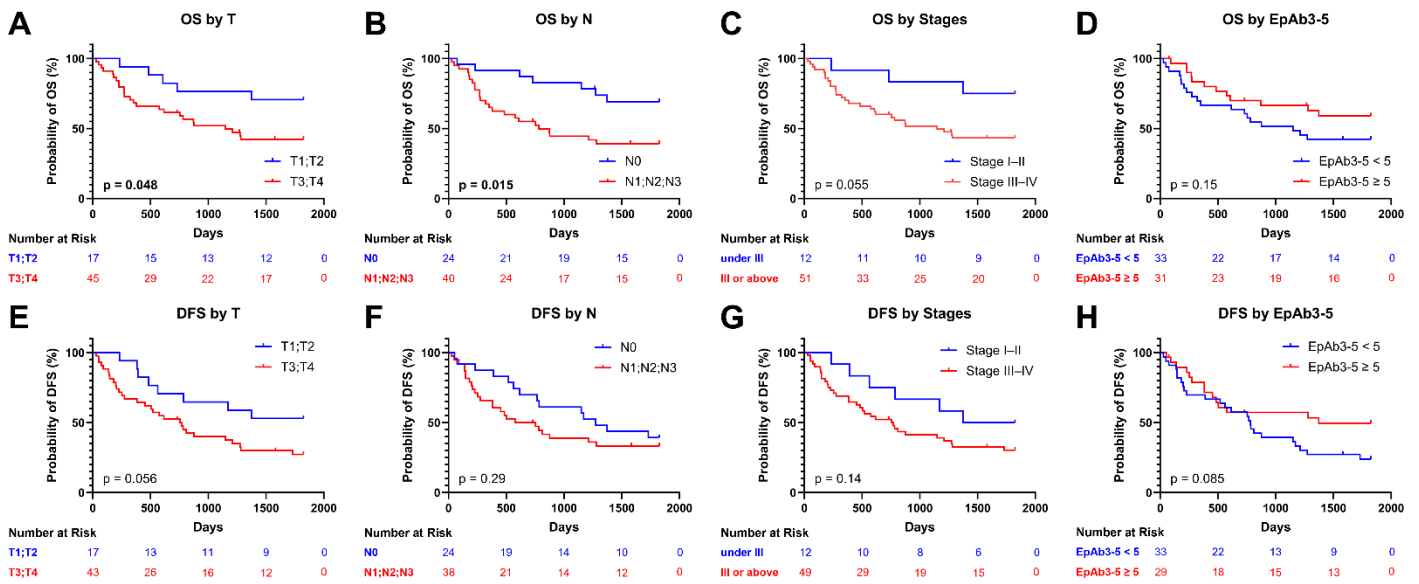 A
OS by T
Probability of OS (%)
100
50
0
T1;T2
T3;T4
p = 0.048
0 500 1000 1500 2000
Days
Number at Risk
T1;T2 17 15 13 12 0
T3;T4 45 29 22 17 0
B
OS by N
Probability of OS (%)
100
50
0
N0
N1;N2;N3
p = 0.015
0 500 1000 1500 2000
Days
Number at Risk
N0 24 21 19 15 0
N1;N2;N3 40 24 17 15 0
C
OS by Stages
Probability of OS (%)
100
50
0
Stage I–II
Stage III–IV
p = 0.055
0 500 1000 1500 2000
Days
Number at Risk
under III 12 11 10 9 0
III or above 51 33 25 20 0
D
OS by EpAb3-5
Probability of OS (%)
100
50
0
EpAb3-5 < 5
EpAb3-5 ≥ 5
p = 0.15
0 500 1000 1500 2000
Days
Number at Risk
EpAb3-5 < 5 33 22 17 14 0
EpAb3-5 ≥ 5 31 23 19 16 0
E
DFS by T
Probability of DFS (%)
100
50
0
T1;T2
T3;T4
p = 0.056
0 500 1000 1500 2000
Days
Number at Risk
T1;T2 17 13 11 9 0
T3;T4 43 26 16 12 0
F
DFS by N
Probability of DFS (%)
100
50
0
N0
N1;N2;N3
p = 0.29
0 500 1000 1500 2000
Days
Number at Risk
N0 24 19 14 10 0
N1;N2;N3 38 21 14 12 0
G
DFS by Stages
Probability of DFS (%)
100
50
0
Stage I–II
Stage III–IV
p = 0.14
0 500 1000 1500 2000
Days
Number at Risk
under III 12 10 8 6 0
III or above 49 29 19 15 0
H
DFS by EpAb3-5
Probability of DFS (%)
100
50
0
EpAb3-5 < 5
EpAb3-5 ≥ 5
p = 0.085
0 500 1000 1500 2000
Days
Number at Risk
EpAb3-5 < 5 33 22 13 9 0
EpAb3-5 ≥ 5 29 18 15 13 0